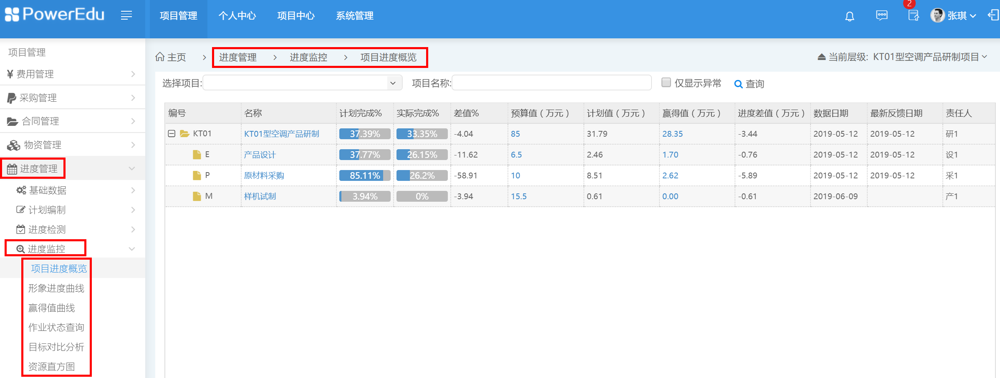 PowerEdu
项目管理 个人中心 项目中心 系统管理
2
张琪
项目管理
¥ 费用管理
采购管理
合同管理
物资管理
进度管理
基础数据
计划编制
进度检测
进度监控
项目进度概览
形象进度曲线
赢得值曲线
作业状态查询
目标对比分析
资源直方图
主页 > 进度管理 > 进度监控 > 项目进度概览
当前层级: KT01型空调产品研制项目
选择项目: 项目名称: 仅显示异常 查询
编号 名称 计划完成% 实际完成% 差值% 预算值（万元） 计划值（万元） 赢得值（万元） 进度差值（万元） 数据日期 最新反馈日期 责任人
KT01 KT01型空调产品研制 37.39% 33.35% -4.04 85 31.79 28.35 -3.44 2019-05-12 2019-05-12 研1
E 产品设计 37.77% 26.15% -11.62 6.5 2.46 1.70 -0.76 2019-05-12 2019-05-12 设1
P 原材料采购 85.11% 26.2% -58.91 10 8.51 2.62 -5.89 2019-05-12 2019-05-12 采1
M 样机试制 3.94% 0% -3.94 15.5 0.61 0.00 -0.61 2019-06-09 产1